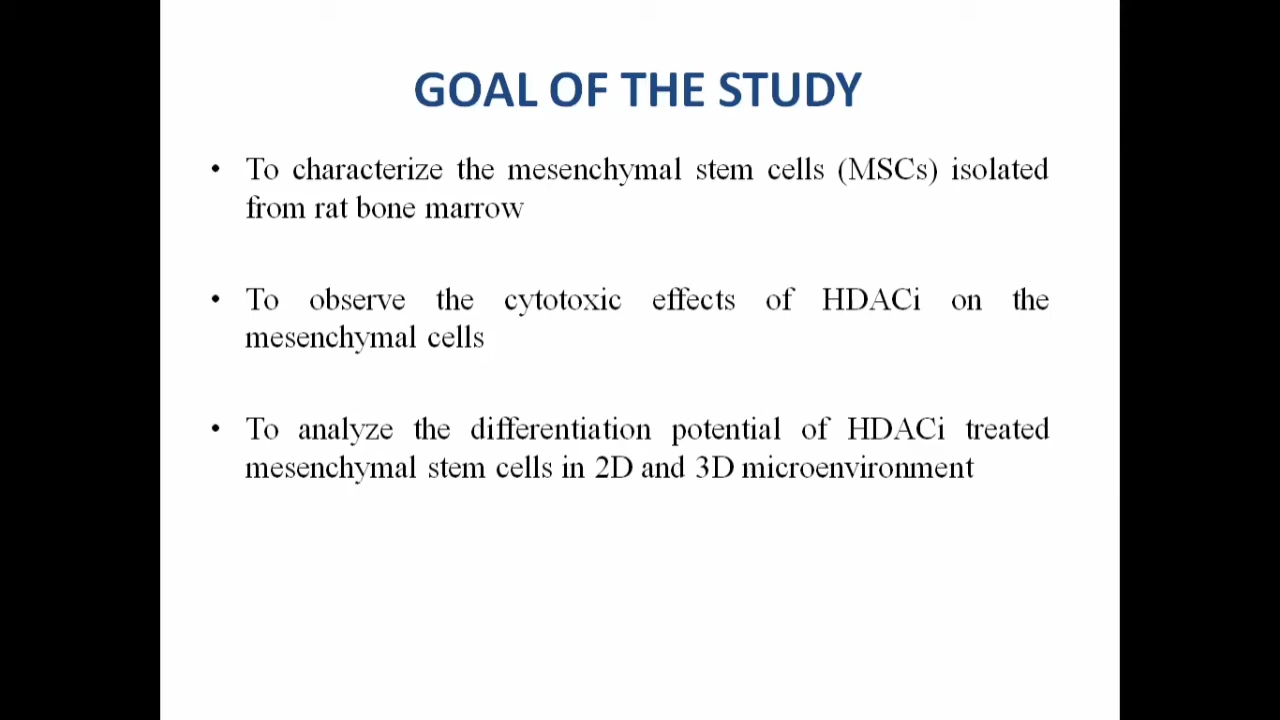 GOAL OF THE STUDY
• To characterize the mesenchymal stem cells (MSCs) isolated
from rat bone marrow
• To observe the cytotoxic effects of HDACi on the
mesenchymal cells
• To analyze the differentiation potential of HDACi treated
mesenchymal stem cells in 2D and 3D microenvironment